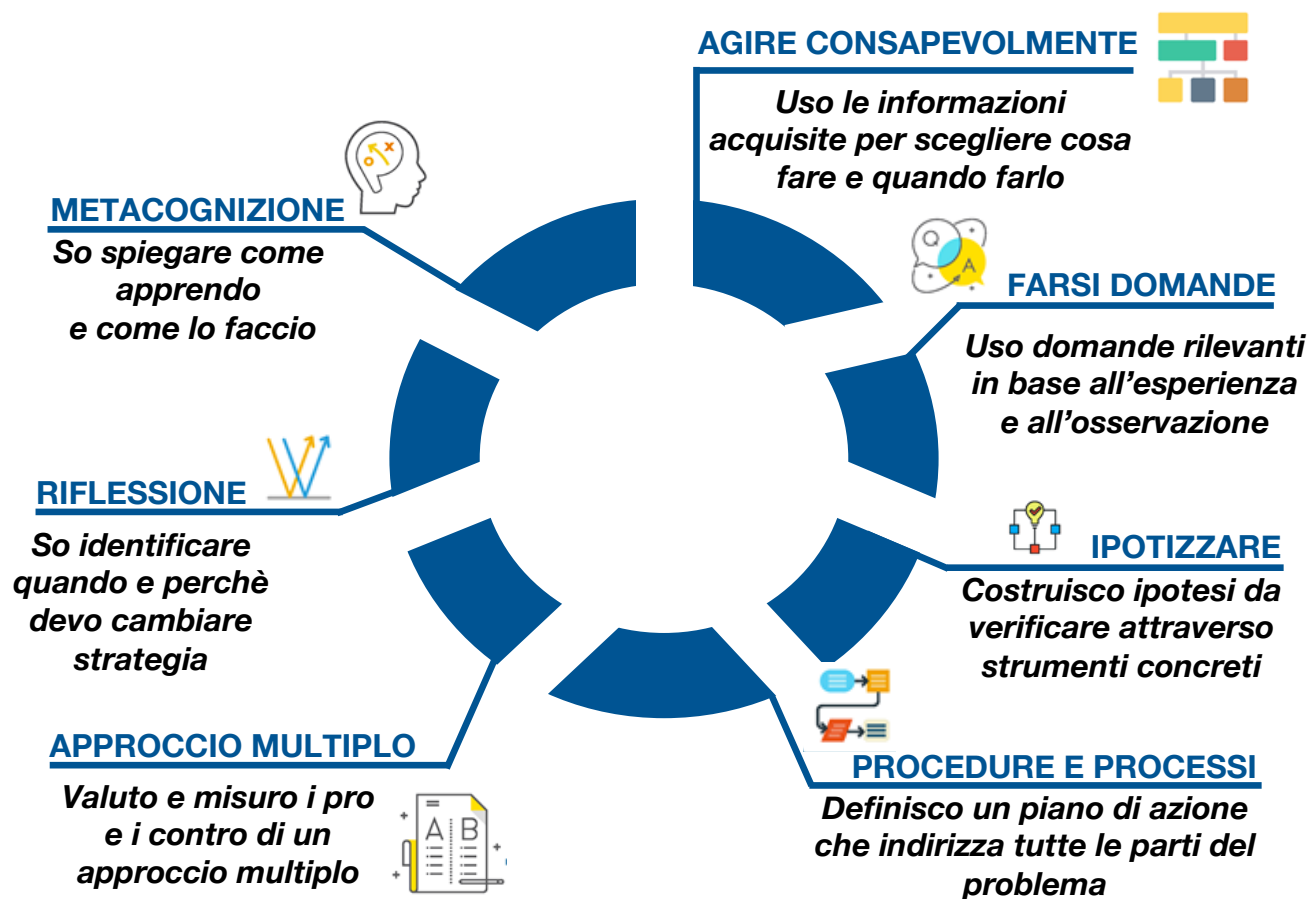 AGIRE CONSAPEVOLMENTE
Uso le informazioni
acquisite per scegliere cosa
fare e quando farlo
Q
A
FARSI DOMANDE
Uso domande rilevanti
in base all’esperienza
e all’osservazione
IPOTIZZARE
Costruisco ipotesi da
verificare attraverso
strumenti concreti
PROCEDURE E PROCESSI
Definisco un piano di azione
che indirizza tutte le parti del
problema
APPROCCIO MULTIPLO
Valuto e misuro i pro
e i contro di un
approccio multiplo
A B
RIFLESSIONE
So identificare
quando e perchè
devo cambiare
strategia
METACOGNIZIONE
So spiegare come
apprendo
e come lo faccio